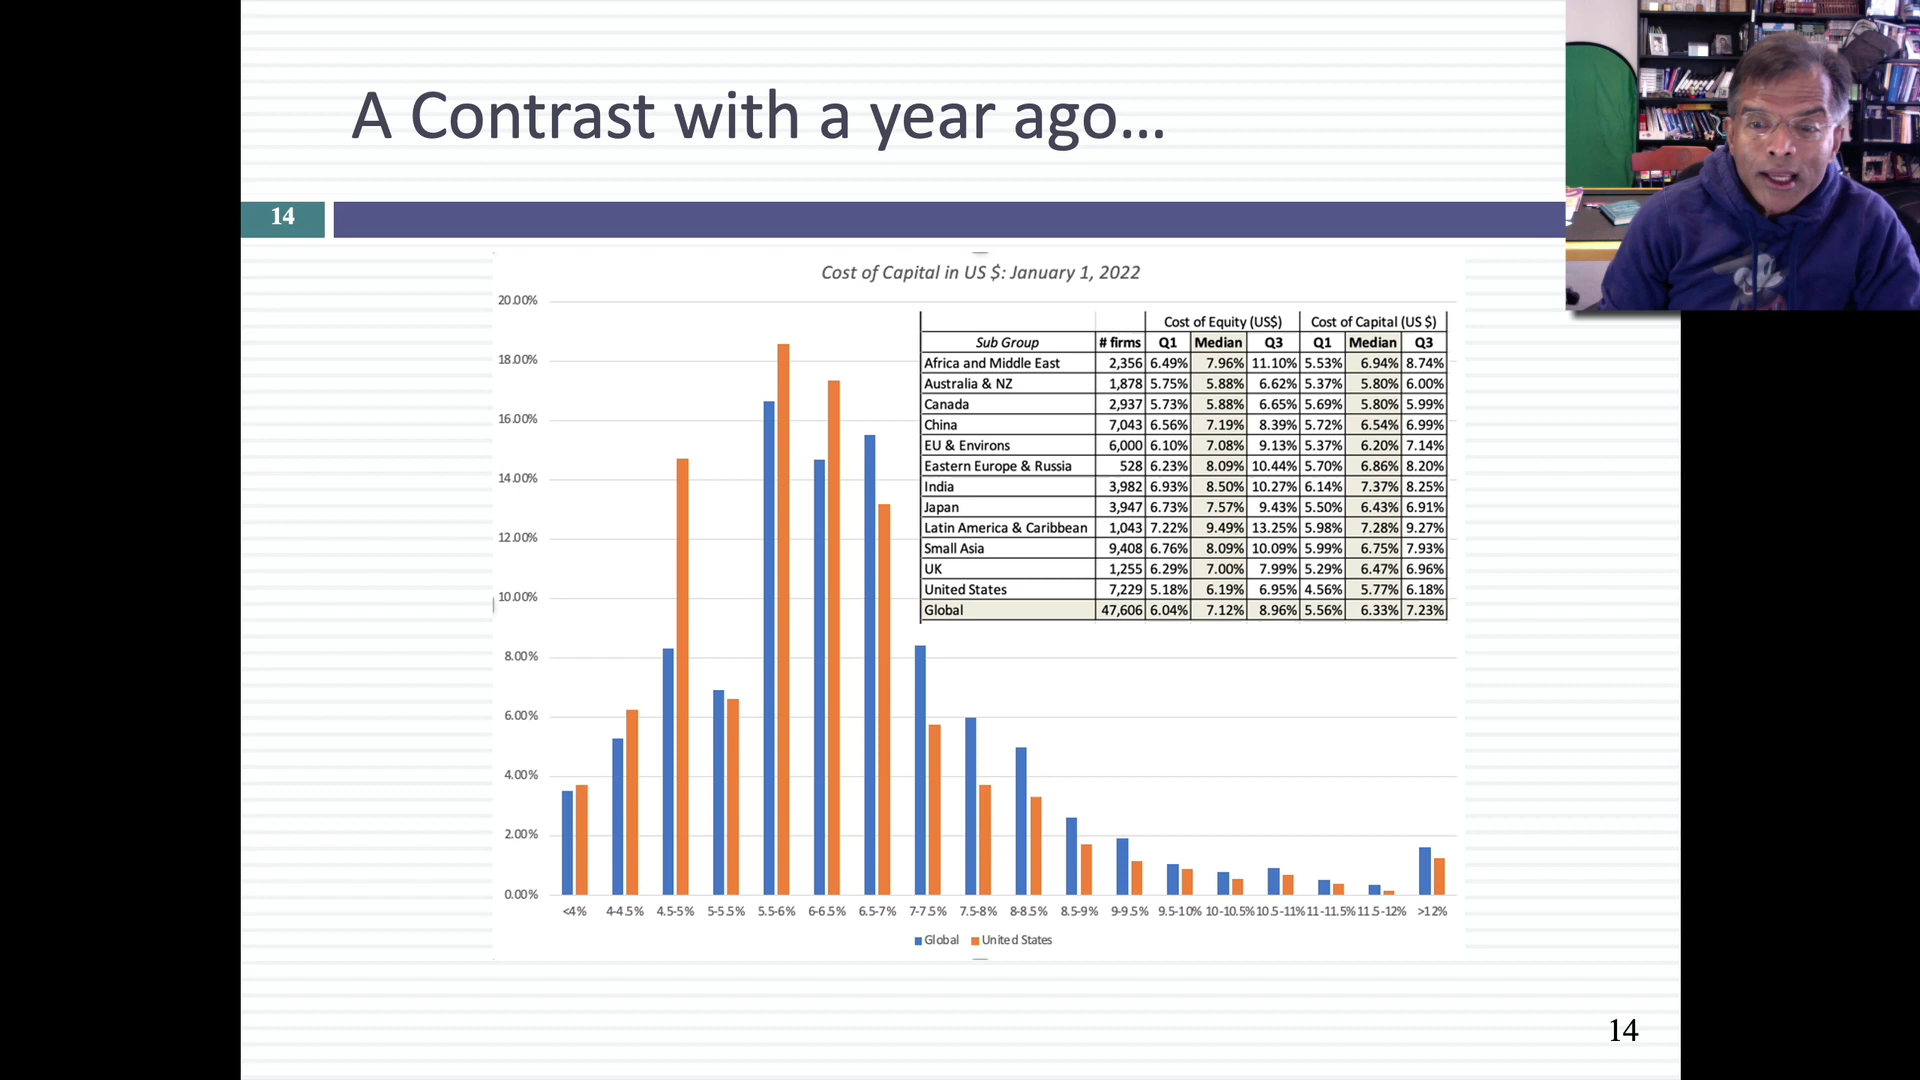 A Contrast with a year ago...
14
Cost of Capital in US $: January 1, 2022
20.00%
18.00%
16.00%
14.00%
12.00%
10.00%
8.00%
6.00%
4.00%
2.00%
0.00%
Cost of Equity (US$) Cost of Capital (US $)
Sub Group # firms Q1 Median Q3 Q1 Median Q3
Africa and Middle East 2,356 6.49% 7.96% 11.10% 5.53% 6.94% 8.74%
Australia & NZ 1,878 5.75% 5.88% 6.62% 5.37% 5.80% 6.00%
Canada 2,937 5.73% 5.88% 6.65% 5.69% 5.80% 5.99%
China 7,043 6.56% 7.19% 8.39% 5.72% 6.54% 6.99%
EU & Environs 6,000 6.10% 7.08% 9.13% 5.37% 6.20% 7.14%
Eastern Europe & Russia 528 6.23% 8.09% 10.44% 5.70% 6.86% 8.20%
India 3,982 6.93% 8.50% 10.27% 6.14% 7.37% 8.25%
Japan 3,947 6.73% 7.57% 9.43% 5.50% 6.43% 6.91%
Latin America & Caribbean 1,043 7.22% 9.49% 13.25% 5.98% 7.28% 9.27%
Small Asia 9,408 6.76% 8.09% 10.09% 5.99% 6.75% 7.93%
UK 1,255 6.29% 7.00% 7.99% 5.29% 6.47% 6.96%
United States 7,229 5.18% 6.19% 6.95% 4.56% 5.77% 6.18%
Global 47,606 6.04% 7.12% 8.96% 5.56% 6.33% 7.23%
<4% 4-4.5% 4.5-5% 5-5.5% 5.5-6% 6-6.5% 6.5-7% 7-7.5% 7.5-8% 8-8.5% 8.5-9% 9-9.5% 9.5-10% 10-10.5% 10.5-11% 11-11.5% 11.5-12% >12%
Global United States
14